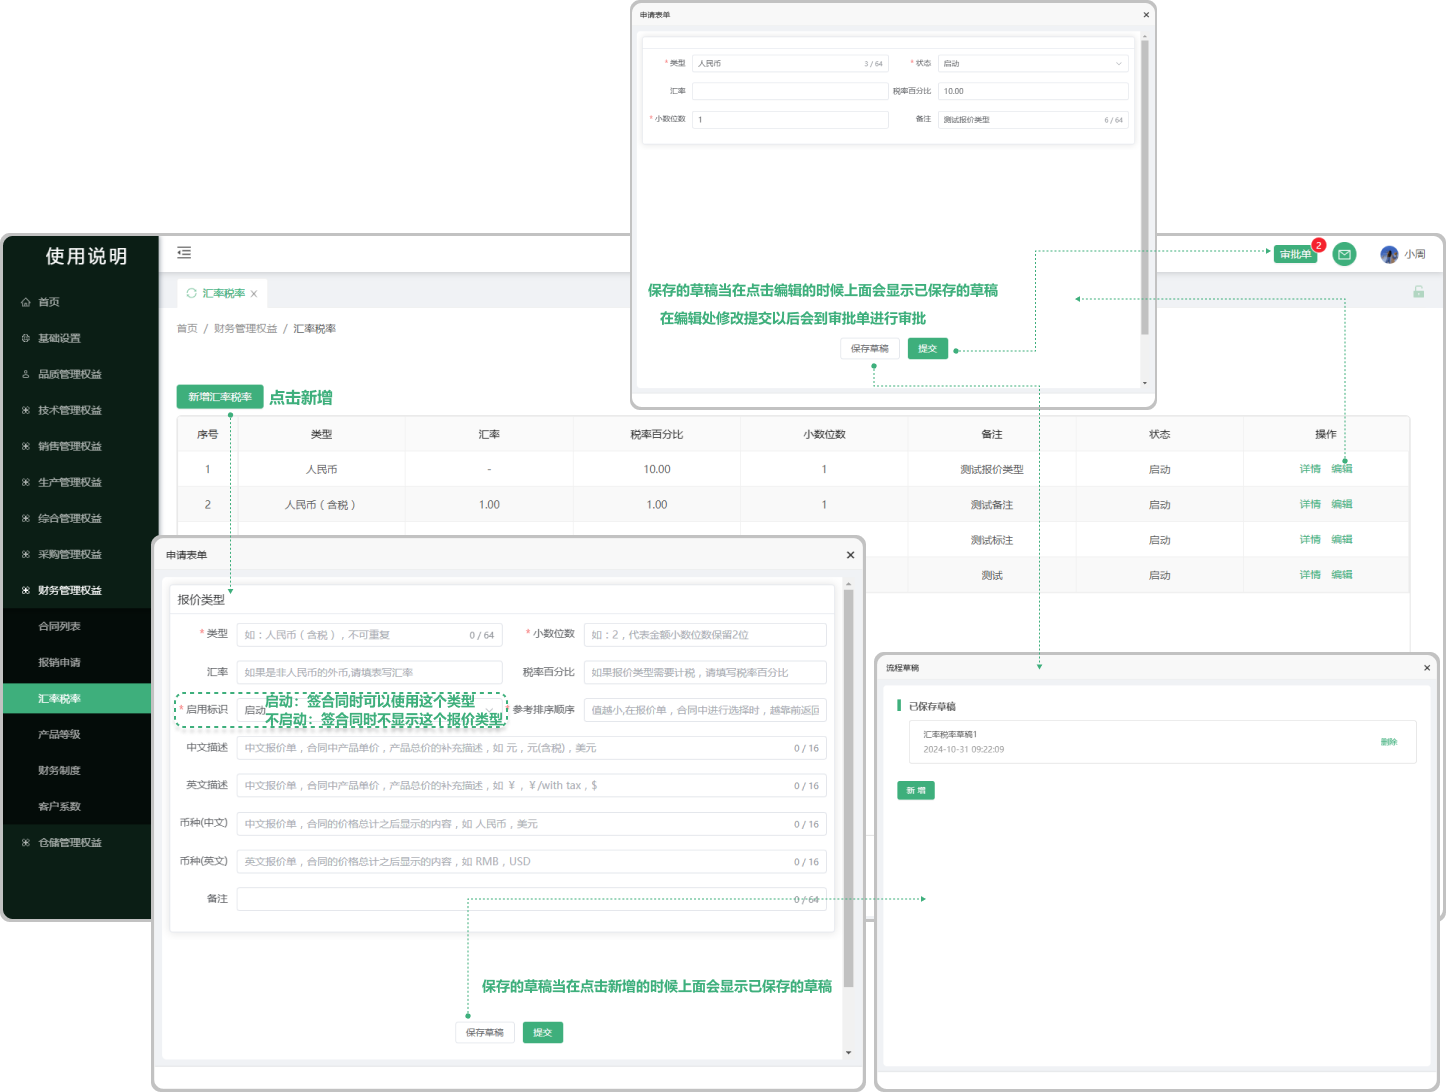 申请表单
* 类型 人民币 3 / 64 * 状态 启动
汇率 税率百分比 10.00
* 小数位数 1 备注 测试报价类型 6 / 64
保存的草稿当在点击编辑的时候上面会显示已保存的草稿
在编辑处修改提交以后会到审批单进行审批
保存草稿 提交
使用说明
首页
基础设置
品质管理权益
技术管理权益
销售管理权益
生产管理权益
综合管理权益
采购管理权益
财务管理权益
合同列表
报销申请
汇率税率
产品等级
财务制度
客户系数
仓储管理权益
审批单 2 小周
汇率税率
首页 / 财务管理权益 / 汇率税率
新增汇率税率 点击新增
序号 类型 汇率 税率百分比 小数位数 备注 状态 操作
1 人民币 - 10.00 1 测试报价类型 启动 详情 编辑
2 人民币（含税） 1.00 1.00 1 测试备注 启动 详情 编辑
测试标注 启动 详情 编辑
测试 启动 详情 编辑
申请表单
报价类型
* 类型 如：人民币（含税），不可重复 0 / 64 * 小数位数 如：2，代表金额小数位数保留2位
汇率 如果是非人民币的外币,请填表写汇率 税率百分比 如果报价类型需要计税，请填写税率百分比
* 启用标识 启动 * 参考排序顺序 值越小,在报价单，合同中进行选择时，越靠前返回
启动：签合同时可以使用这个类型
不启动：签合同时不显示这个报价类型
中文描述 中文报价单，合同中产品单价，产品总价的补充描述，如 元，元(含税)，美元 0 / 16
英文描述 中文报价单，合同中产品单价，产品总价的补充描述，如 ￥，￥/with tax，$ 0 / 16
币种(中文) 中文报价单，合同的价格总计之后显示的内容，如 人民币，美元 0 / 16
币种(英文) 英文报价单，合同的价格总计之后显示的内容，如 RMB，USD 0 / 16
备注 0 / 64
保存的草稿当在点击新增的时候上面会显示已保存的草稿
保存草稿 提交
流程草稿
已保存草稿
汇率税率草稿1
2024-10-31 09:22:09
删除
新 增